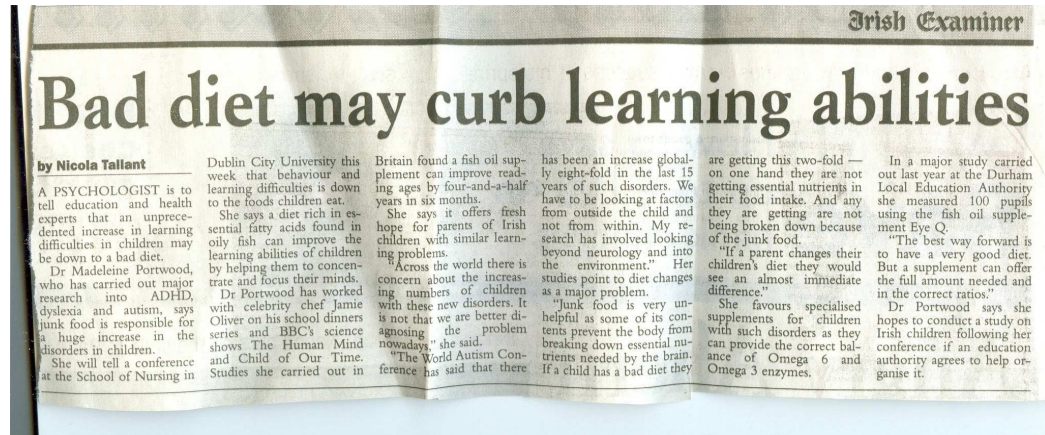 Irish Examiner
Bad diet may curb learning abilities
by Nicola Tallant
A PSYCHOLOGIST is to
tell education and health
experts that an unprece-
dented increase in learning
difficulties in children may
be down to a bad diet.
Dr Madeleine Portwood,
who has carried out major
research into ADHD,
dyslexia and autism, says
junk food is responsible for
a huge increase in the
disorders in children.
She will tell a conference
at the School of Nursing in
Dublin City University this
week that behaviour and
learning difficulties is down
to the foods children eat.
She says a diet rich in es-
sential fatty acids found in
oily fish can improve the
learning abilities of children
by helping them to concen-
trate and focus their minds.
Dr Portwood has worked
with celebrity chef Jamie
Oliver on his school dinners
series and BBC's science
shows The Human Mind
and Child of Our Time.
Studies she carried out in
Britain found a fish oil sup-
plement can improve read-
ing ages by four-and-a-half
years in six months.
She says it offers fresh
hope for parents of Irish
children with similar learn-
ing problems.
"Across the world there is
concern about the increas-
ing numbers of children
with these new disorders. It
is not that we are better di-
agnosing the problem
nowadays," she said.
"The World Autism Con-
ference has said that there
has been an increase global-
ly eight-fold in the last 15
years of such disorders. We
have to be looking at factors
from outside the child and
not from within. My re-
search has involved looking
beyond neurology and into
the environment." Her
studies point to diet changes
as a major problem.
"Junk food is very un-
helpful as some of its con-
tents prevent the body from
breaking down essential nu-
trients needed by the brain.
If a child has a bad diet they
are getting this two-fold —
on one hand they are not
getting essential nutrients in
their food intake. And any
they are getting are not
being broken down because
of the junk food.
"If a parent changes their
children's diet they would
see an almost immediate
difference."
She favours specialised
supplements for children
with such disorders as they
can provide the correct bal-
ance of Omega 6 and
Omega 3 enzymes.
In a major study carried
out last year at the Durham
Local Education Authority
she measured 100 pupils
using the fish oil supple-
ment Eye Q.
"The best way forward is
to have a very good diet.
But a supplement can offer
the full amount needed and
in the correct ratios."
Dr Portwood says she
hopes to conduct a study on
Irish children following her
conference if an education
authority agrees to help or-
ganise it.